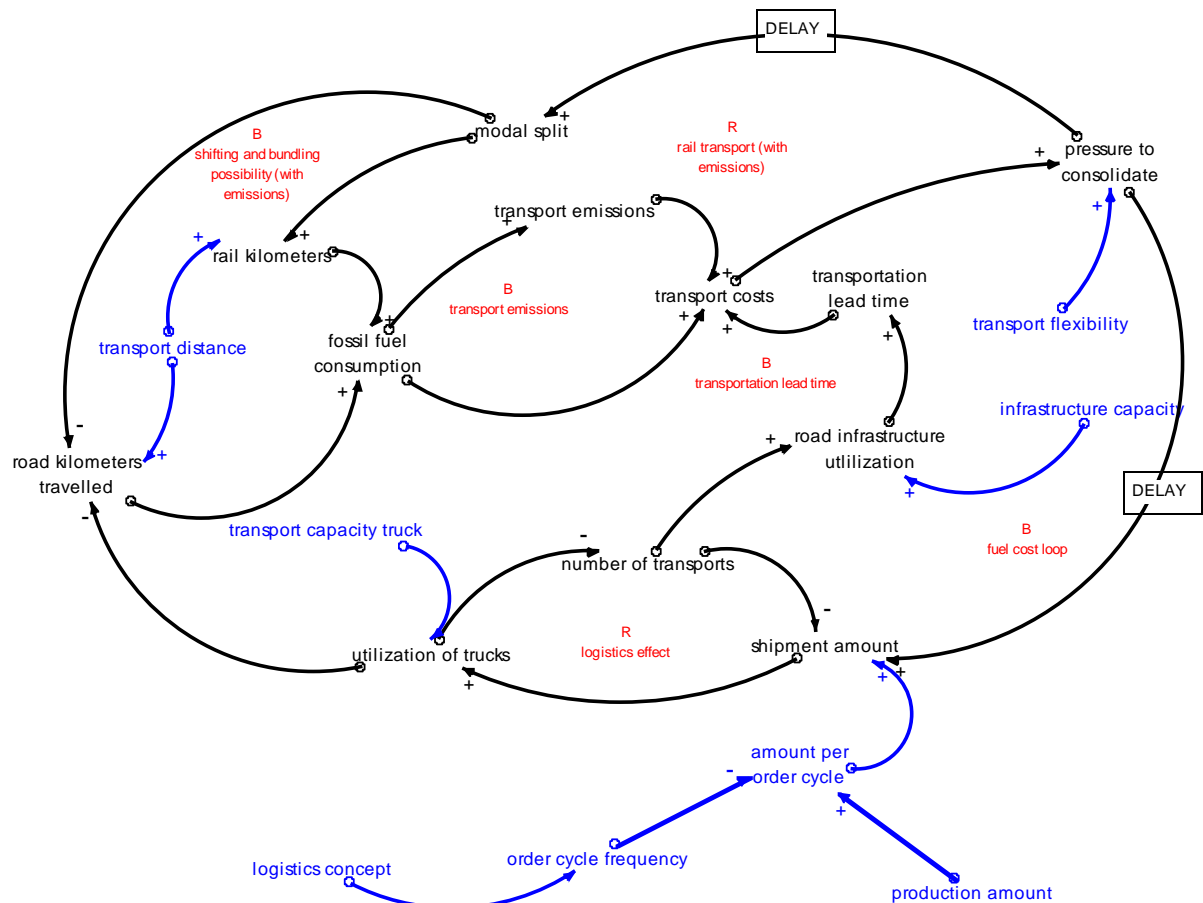 DELAY
modal split
+
B
shifting and bundling
possibility (with
emissions)
R
rail transport (with
emissions)
+
pressure to
consolidate
transport emissions
+
+
+
+
rail kilometers
transportation
lead time
+
transport costs
B
transport emissions
+
+
+
+
transport flexibility
transport distance
fossil fuel
consumption
B
transportation lead time
+
infrastructure capacity
-
+
road kilometers
travelled
+
road infrastructure
utlilization
+
DELAY
-
transport capacity truck
-
number of transports
B
fuel cost loop
-
R
logistics effect
utilization of trucks
shipment amount
+
+
+
amount per
order cycle
-
+
logistics concept
order cycle frequency
production amount